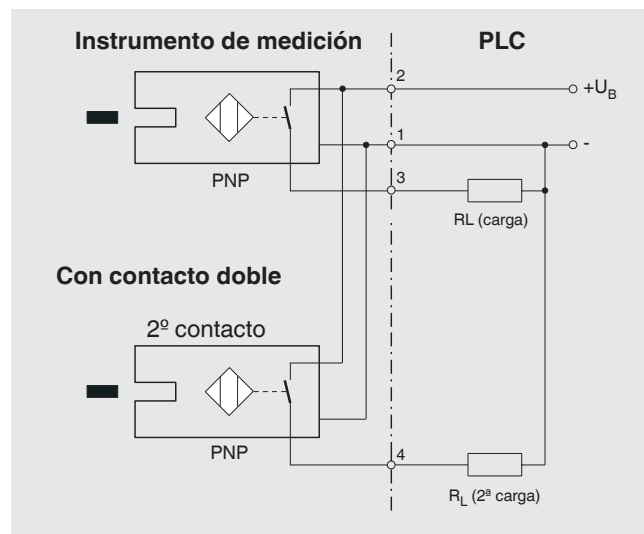 Instrumento de medición
PLC
2
+UB
1
-
PNP
3
RL (carga)
Con contacto doble
2º contacto
PNP
4
RL (2ª carga)